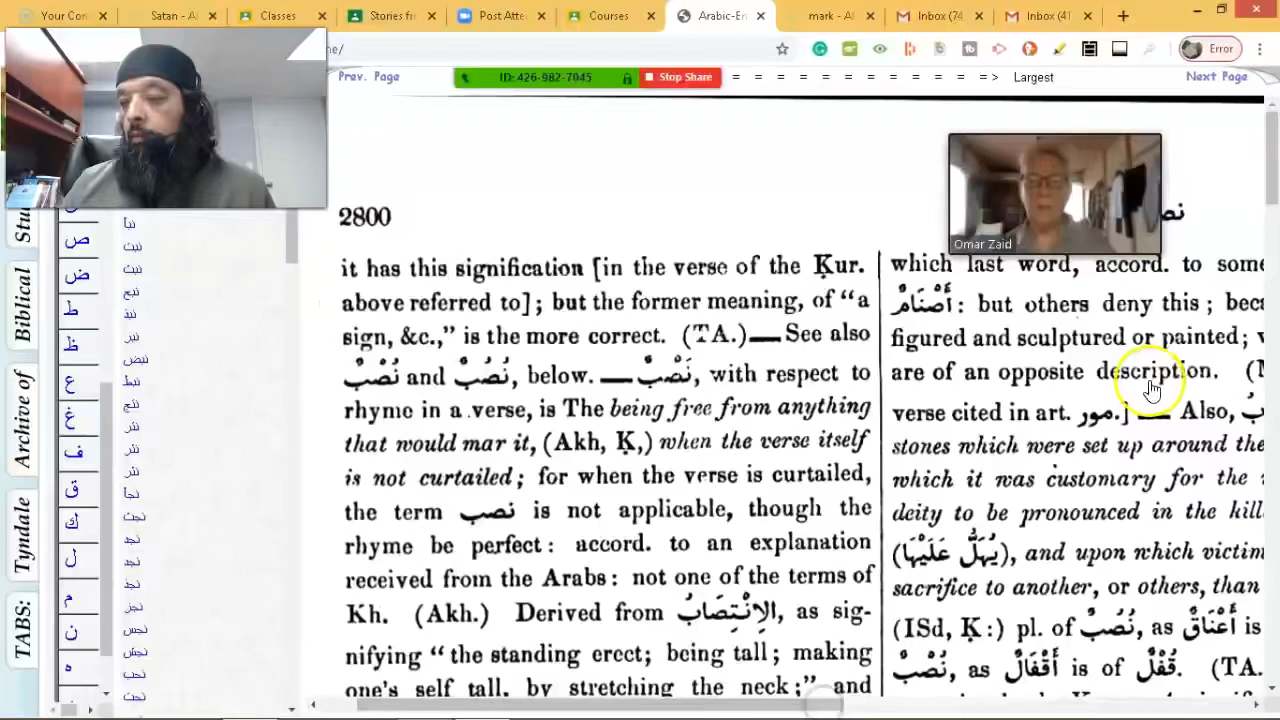 Your Con
Satan - Al
Classes
Stories fr
Post Atte
Courses
Arabic-En
mark - Al
Inbox (74
Inbox (41
ne/
Error
Prev. Page
ID: 426-982-7045
Stop Share
= = = = = = = = = = = => Largest
Next Page
Omar Zaid
TABS:
Tyndale
Archive of
Biblical
Stu
ص
ض
ط
ظ
ع
غ
ف
ق
ك
ل
م
ن
ه
2800
نص
it has this signification [in the verse of the Ḳur.
above referred to]; but the former meaning, of “a
sign, &c.,” is the more correct. (TA.)— See also
نُصْبٌ and نُصُبٌ, below. — نَصْبٌ, with respect to
rhyme in a verse, is The being free from anything
that would mar it, (Akh, Ḳ,) when the verse itself
is not curtailed; for when the verse is curtailed,
the term نصب is not applicable, though the
rhyme be perfect: accord. to an explanation
received from the Arabs: not one of the terms of
Kh. (Akh.) Derived from الاِنْتِصَابُ, as sig-
nifying “the standing erect; being tall; making
one's self tall, by stretching the neck;” and
which last word, accord. to som
أَصْنَامٌ: but others deny this; bec
figured and sculptured or painted;
are of an opposite description.
verse cited in art. مور.] — Also,
stones which were set up around the
which it was customary for the
deity to be pronounced in the kill
(يُهَلُّ عَلَيْهَا), and upon which victim
sacrifice to another, or others, than
(ISd, Ḳ:) pl. of نُصُبٌ, as أَعْنَاقٌ is
نُصْبٌ, as أَقْفَالٌ is of قُفْلٌ. (TA.